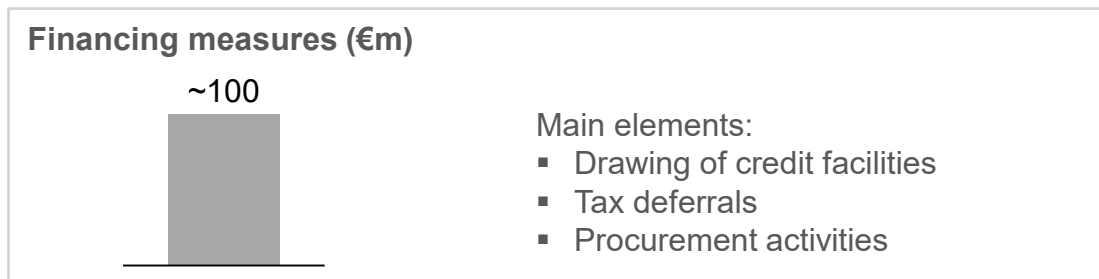 Financing measures (€m)
~100
Main elements:
▪ Drawing of credit facilities
▪ Tax deferrals
▪ Procurement activities